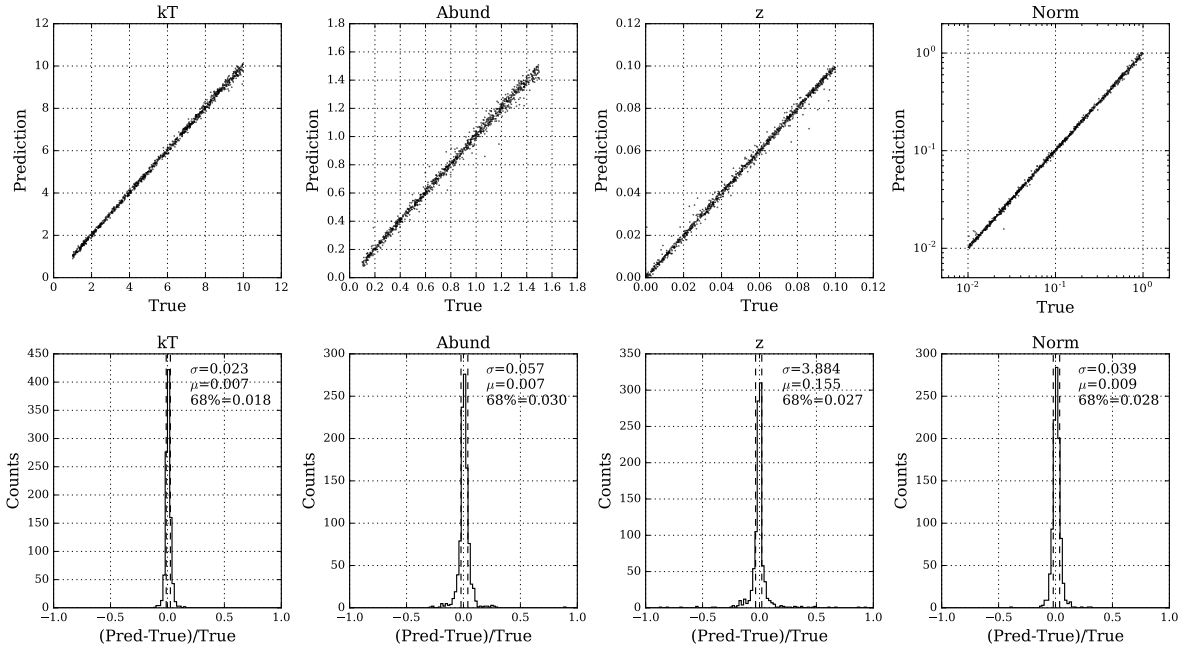 kT
12
10
8
6
4
2
0
Prediction
0 2 4 6 8 10 12
True
Abund
1.8
1.6
1.4
1.2
1.0
0.8
0.6
0.4
0.2
0.0
Prediction
0.0 0.2 0.4 0.6 0.8 1.0 1.2 1.4 1.6 1.8
True
z
0.12
0.10
0.08
0.06
0.04
0.02
0.00
Prediction
0.00 0.02 0.04 0.06 0.08 0.10 0.12
True
Norm
10^0
10^-1
10^-2
Prediction
10^-2 10^-1 10^0
True
kT
450
400
350
300
250
200
150
100
50
0
Counts
σ=0.023
μ=0.007
68%=0.018
−1.0 −0.5 0.0 0.5 1.0
(Pred-True)/True
Abund
300
250
200
150
100
50
0
Counts
σ=0.057
μ=0.007
68%=0.030
−1.0 −0.5 0.0 0.5 1.0
(Pred-True)/True
z
350
300
250
200
150
100
50
0
Counts
σ=3.884
μ=0.155
68%=0.027
−1.0 −0.5 0.0 0.5 1.0
(Pred-True)/True
Norm
300
250
200
150
100
50
0
Counts
σ=0.039
μ=0.009
68%=0.028
−1.0 −0.5 0.0 0.5 1.0
(Pred-True)/True